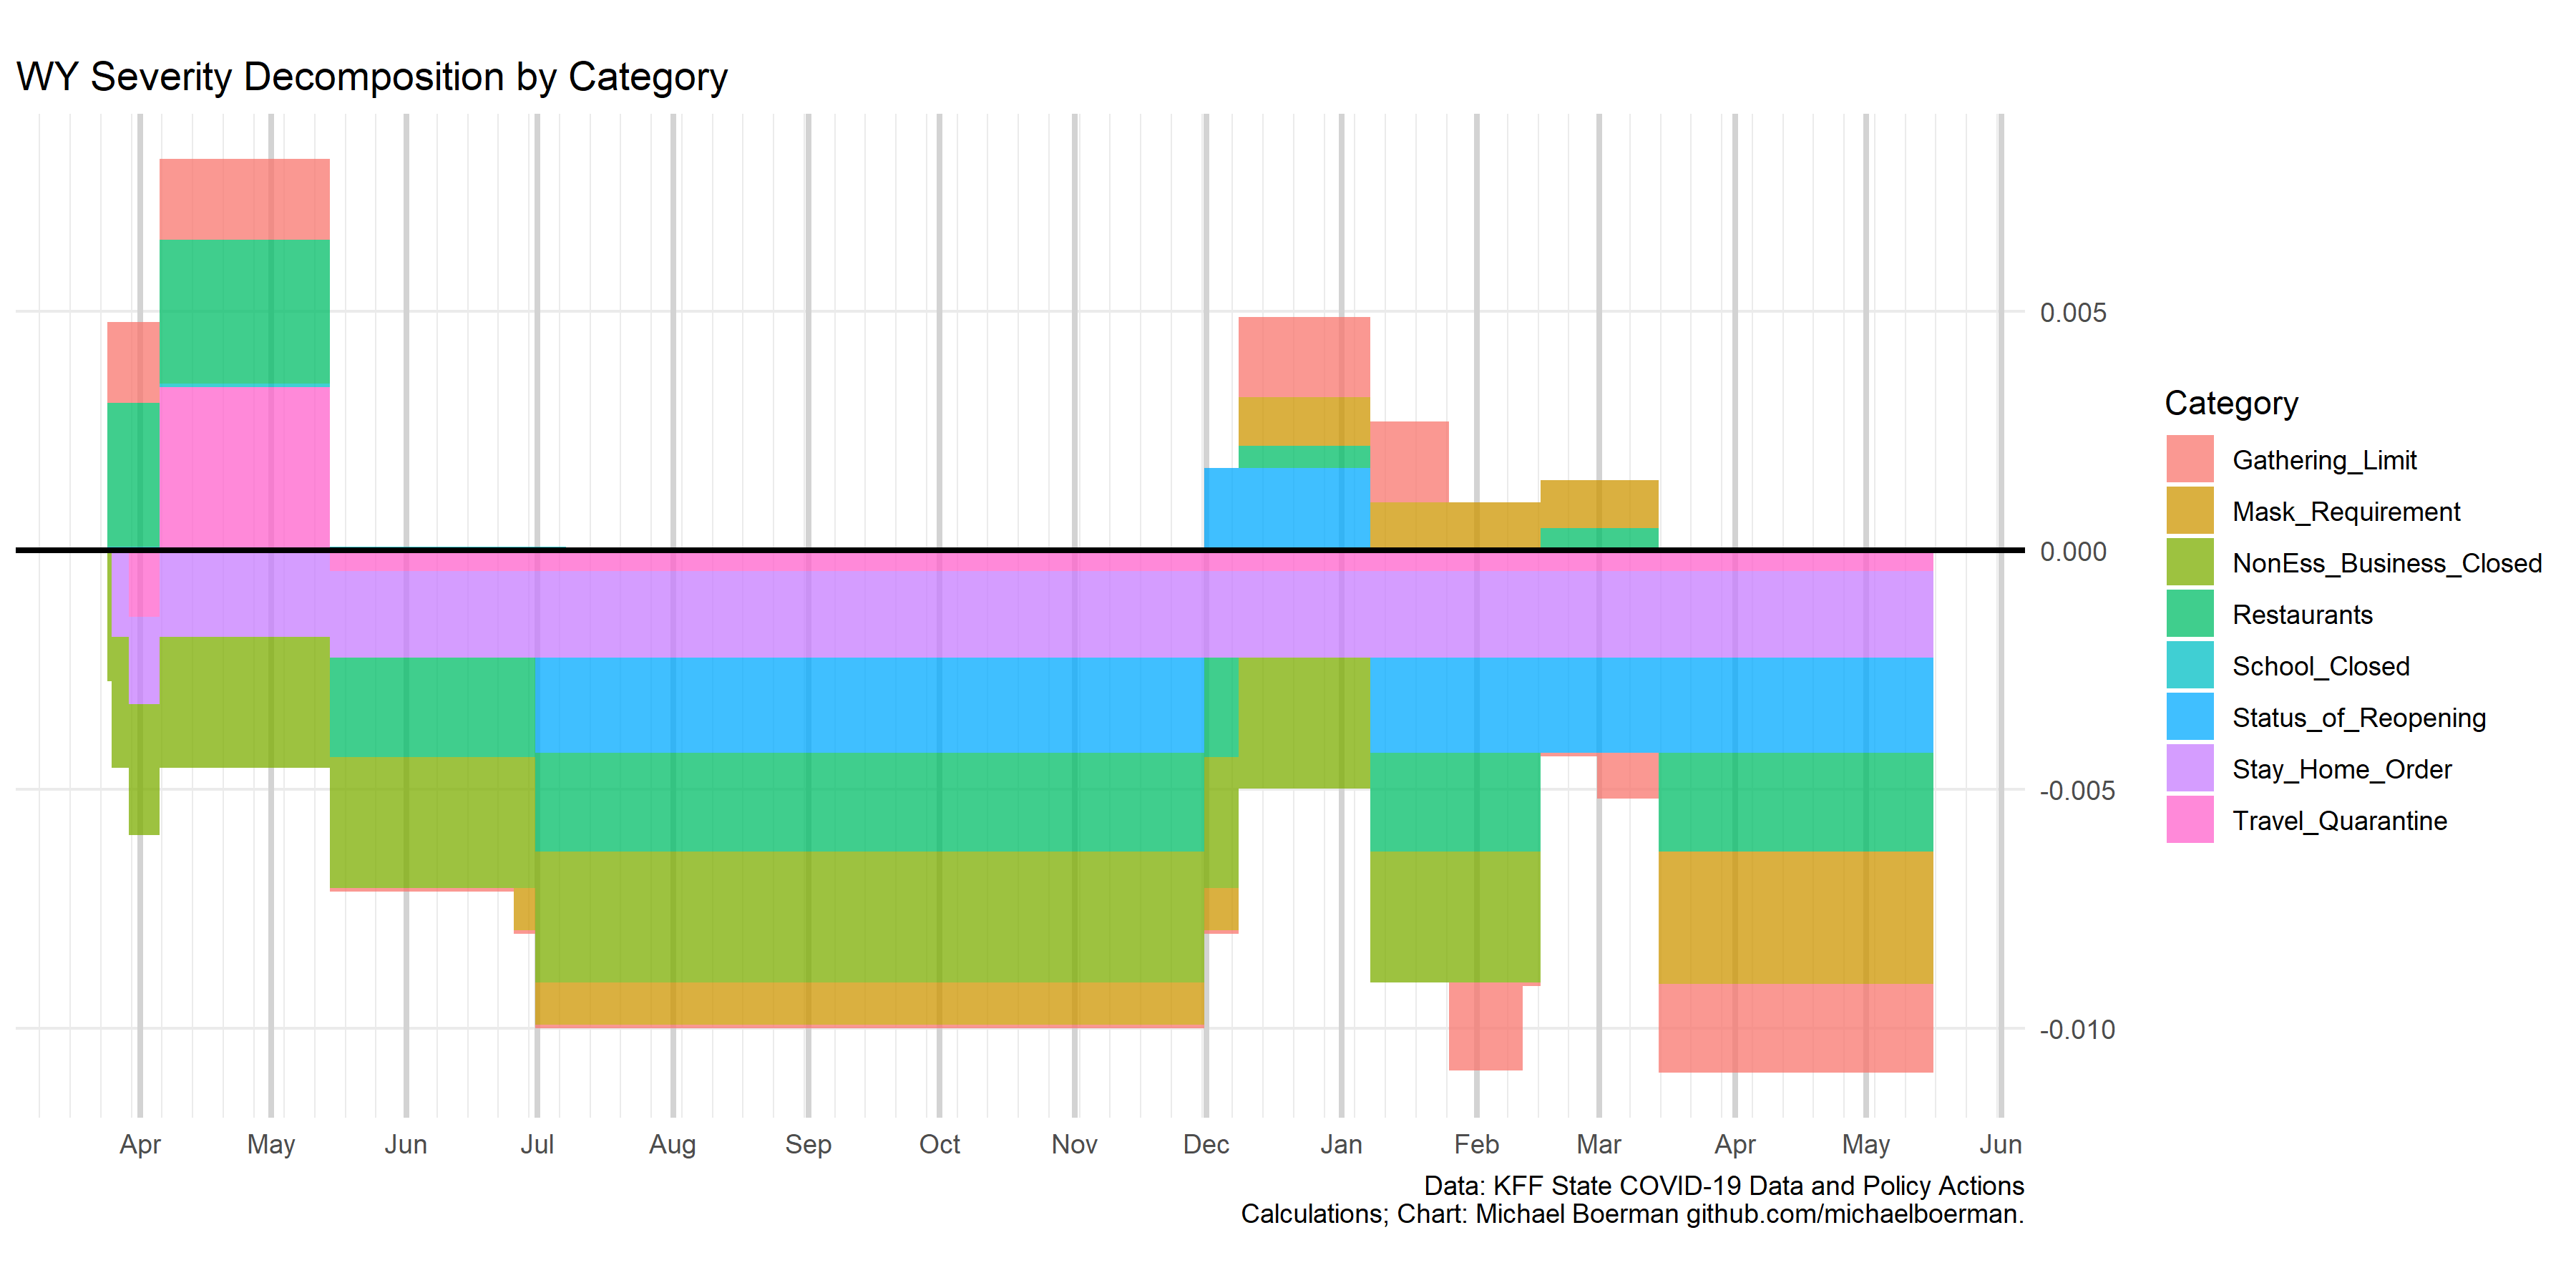 WY Severity Decomposition by Category
0.005
0.000
-0.005
-0.010
Apr May Jun Jul Aug Sep Oct Nov Dec Jan Feb Mar Apr May Jun
Data: KFF State COVID-19 Data and Policy Actions
Calculations; Chart: Michael Boerman github.com/michaelboerman.
Category
Gathering_Limit
Mask_Requirement
NonEss_Business_Closed
Restaurants
School_Closed
Status_of_Reopening
Stay_Home_Order
Travel_Quarantine